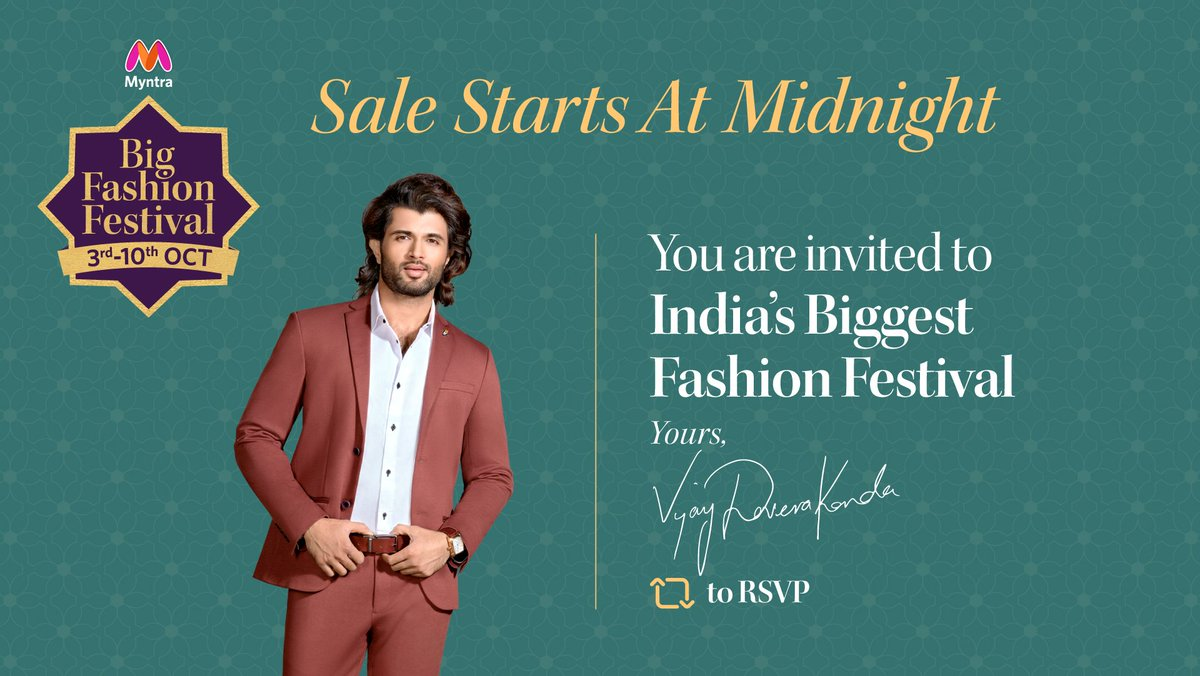 Myntra
Big
Fashion
Festival
3rd-10th OCT
Sale Starts At Midnight
You are invited to
India's Biggest
Fashion Festival
Yours,
Vijay Deverakonda
to RSVP